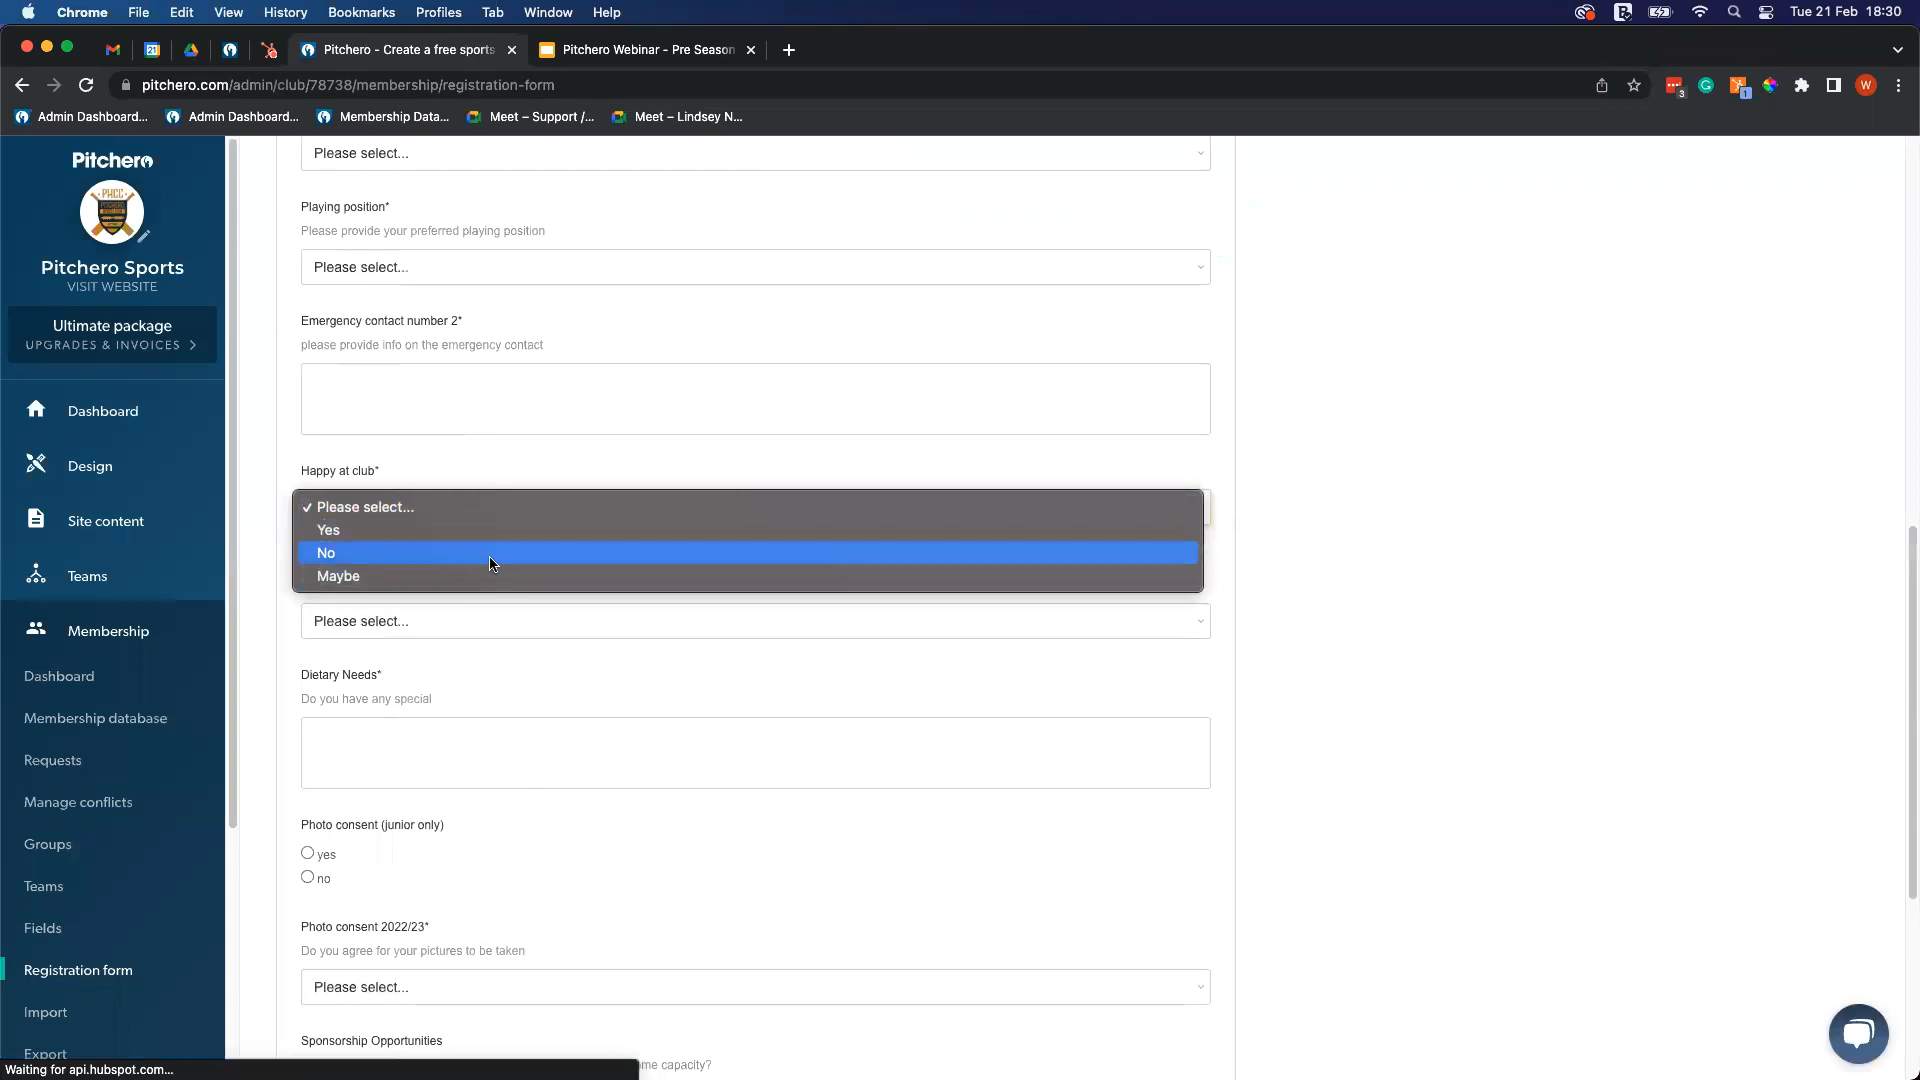 Chrome File Edit View History Bookmarks Profiles Tab Window Help Tue 21 Feb 18:30
Pitchero - Create a free sports Pitchero Webinar - Pre Season
pitchero.com/admin/club/78738/membership/registration-form 3 1 W
Admin Dashboard... Admin Dashboard... Membership Data... Meet – Support /... Meet – Lindsey N...
Pitchero
PHCC
Pitchero Sports
VISIT WEBSITE
Ultimate package
UPGRADES & INVOICES
Dashboard
Design
Site content
Teams
Membership
Dashboard
Membership database
Requests
Manage conflicts
Groups
Teams
Fields
Registration form
Import
Export
Waiting for api.hubspot.com...
Please select...
Playing position*
Please provide your preferred playing position
Please select...
Emergency contact number 2*
please provide info on the emergency contact
Happy at club*
✓ Please select...
Yes
No
Maybe
Please select...
Dietary Needs*
Do you have any special
Photo consent (junior only)
yes
no
Photo consent 2022/23*
Do you agree for your pictures to be taken
Please select...
Sponsorship Opportunities
me capacity?